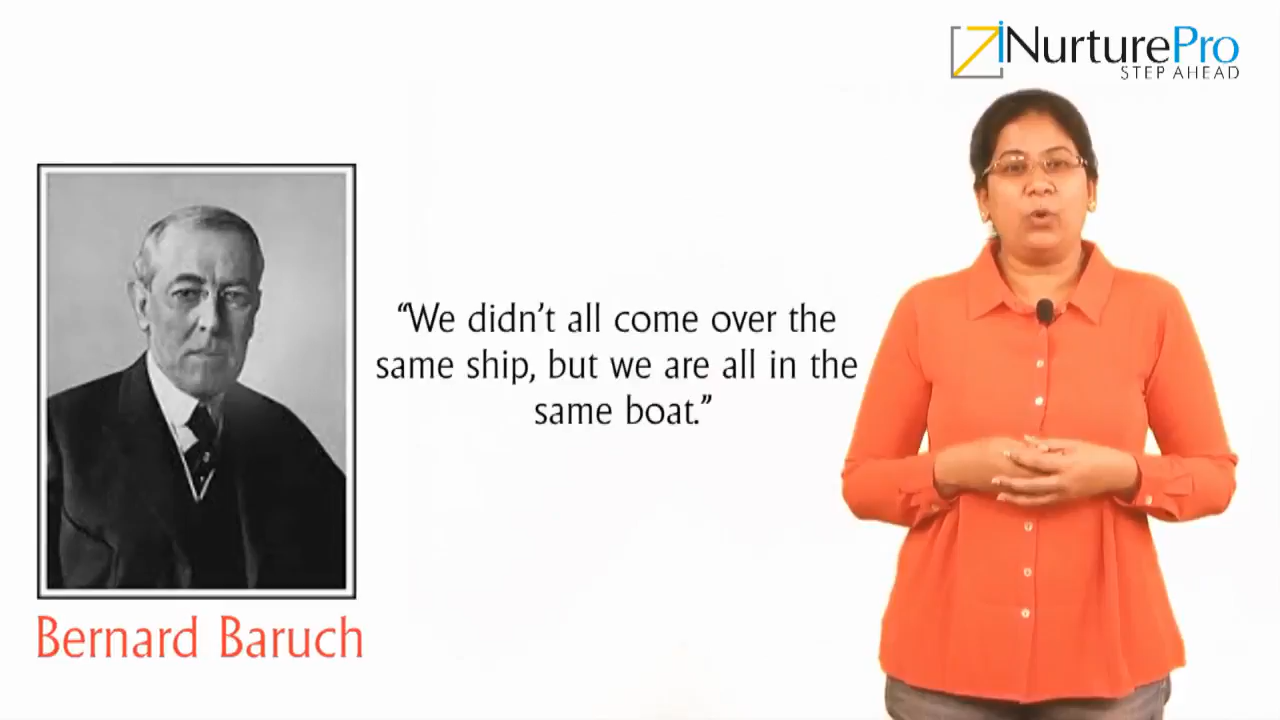 iNurturePro
STEP AHEAD
“We didn’t all come over the
same ship, but we are all in the
same boat.”
Bernard Baruch